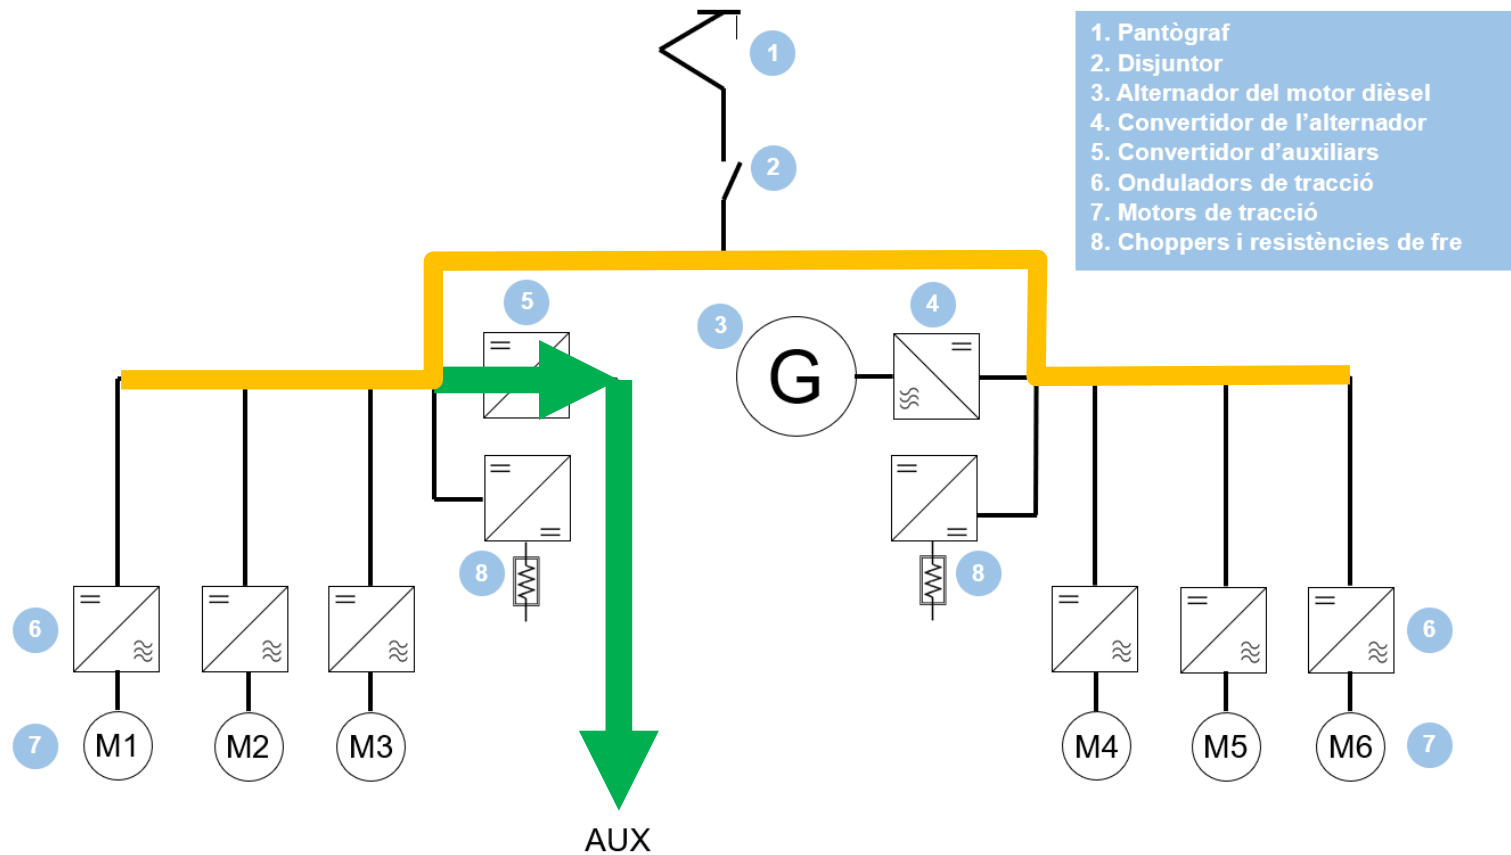 1
1. Pantògraf
2. Disjuntor
3. Alternador del motor dièsel
4. Convertidor de l'alternador
5. Convertidor d'auxiliars
6. Onduladors de tracció
7. Motors de tracció
8. Choppers i resistències de fre
2
5
4
3
G
8
8
6
6
7
M1
M2
M3
M4
M5
M6
7
AUX